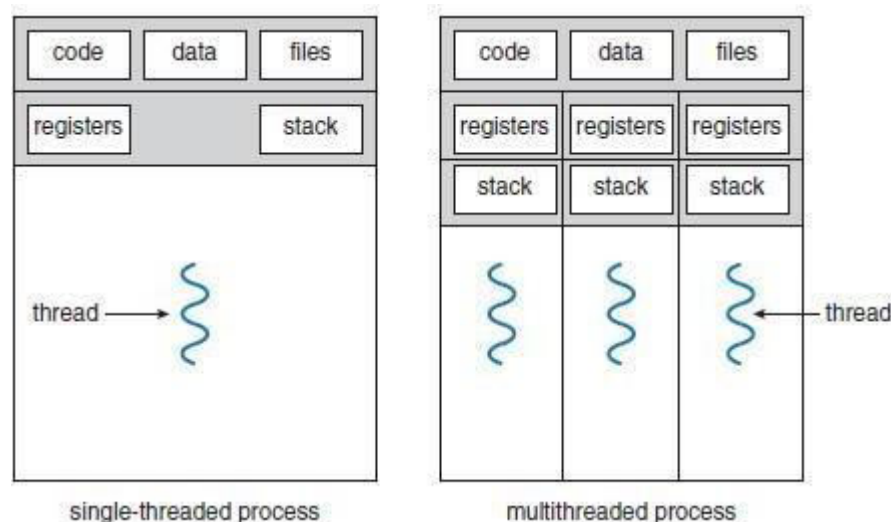 code data files
registers stack
thread
single-threaded process
code data files
registers registers registers
stack stack stack
thread
multithreaded process